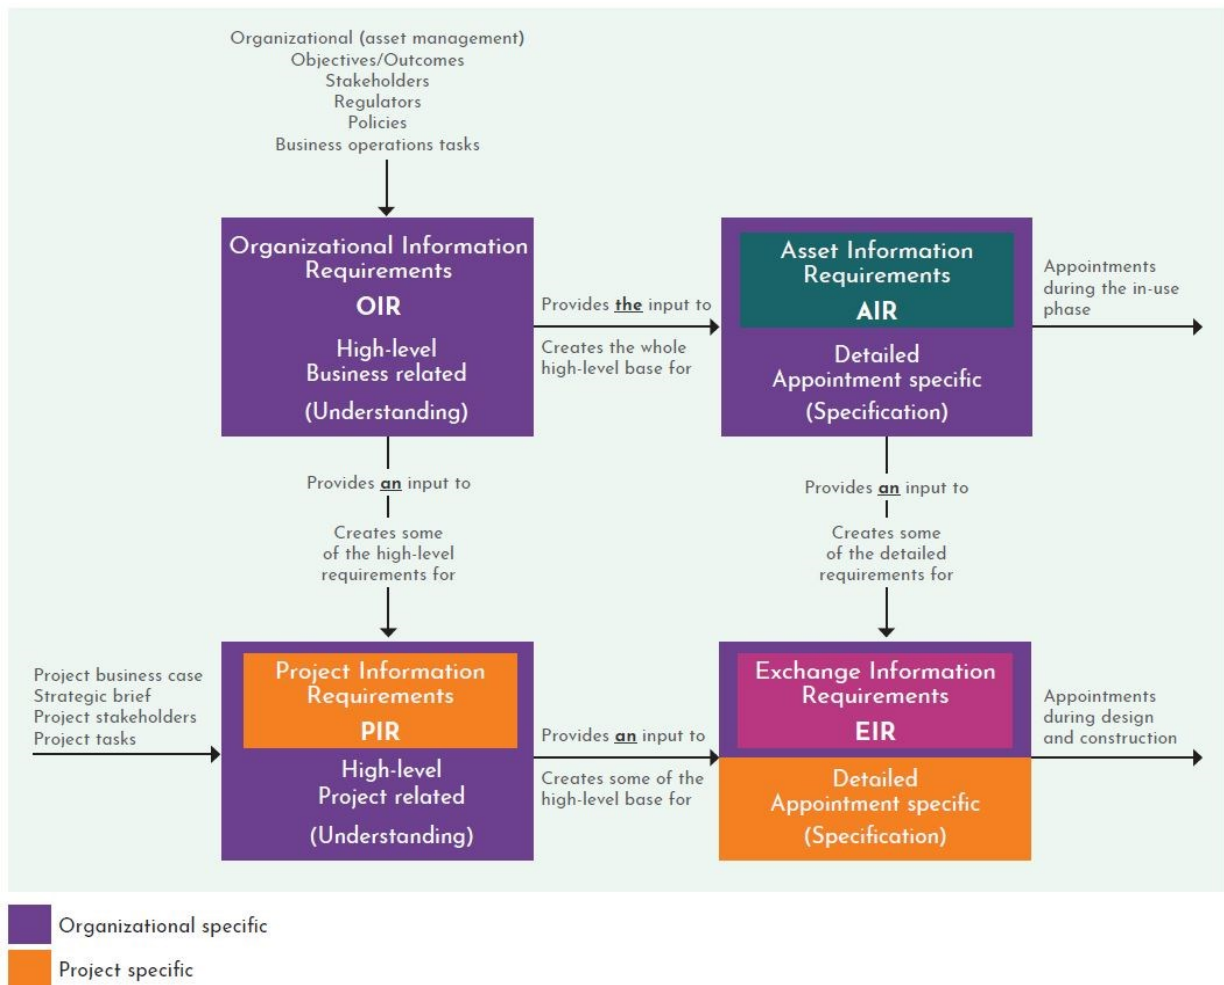 Organizational (asset management)
Objectives/Outcomes
Stakeholders
Regulators
Policies
Business operations tasks
Organizational Information
Requirements
OIR
High-level
Business related
(Understanding)
Provides the input to
Creates the whole
high-level base for
Asset Information
Requirements
AIR
Detailed
Appointment specific
(Specification)
Appointments
during the in-use
phase
Provides an input to
Creates some
of the high-level
requirements for
Provides an input to
Creates some
of the detailed
requirements for
Project business case
Strategic brief
Project stakeholders
Project tasks
Project Information
Requirements
PIR
High-level
Project related
(Understanding)
Provides an input to
Creates some of the
high-level base for
Exchange Information
Requirements
EIR
Detailed
Appointment specific
(Specification)
Appointments
during design
and construction
Organizational specific
Project specific